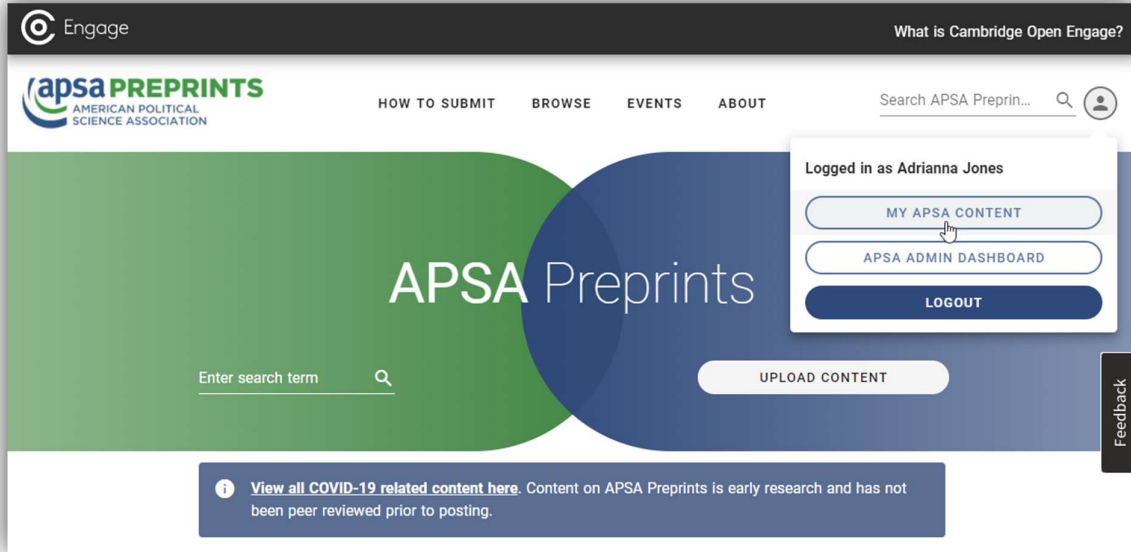 Engage
What is Cambridge Open Engage?
apsa PREPRINTS
AMERICAN POLITICAL
SCIENCE ASSOCIATION
HOW TO SUBMIT BROWSE EVENTS ABOUT
Search APSA Preprin...
Logged in as Adrianna Jones
MY APSA CONTENT
APSA ADMIN DASHBOARD
LOGOUT
APSA Preprints
Enter search term
UPLOAD CONTENT
Feedback
View all COVID-19 related content here. Content on APSA Preprints is early research and has not
been peer reviewed prior to posting.